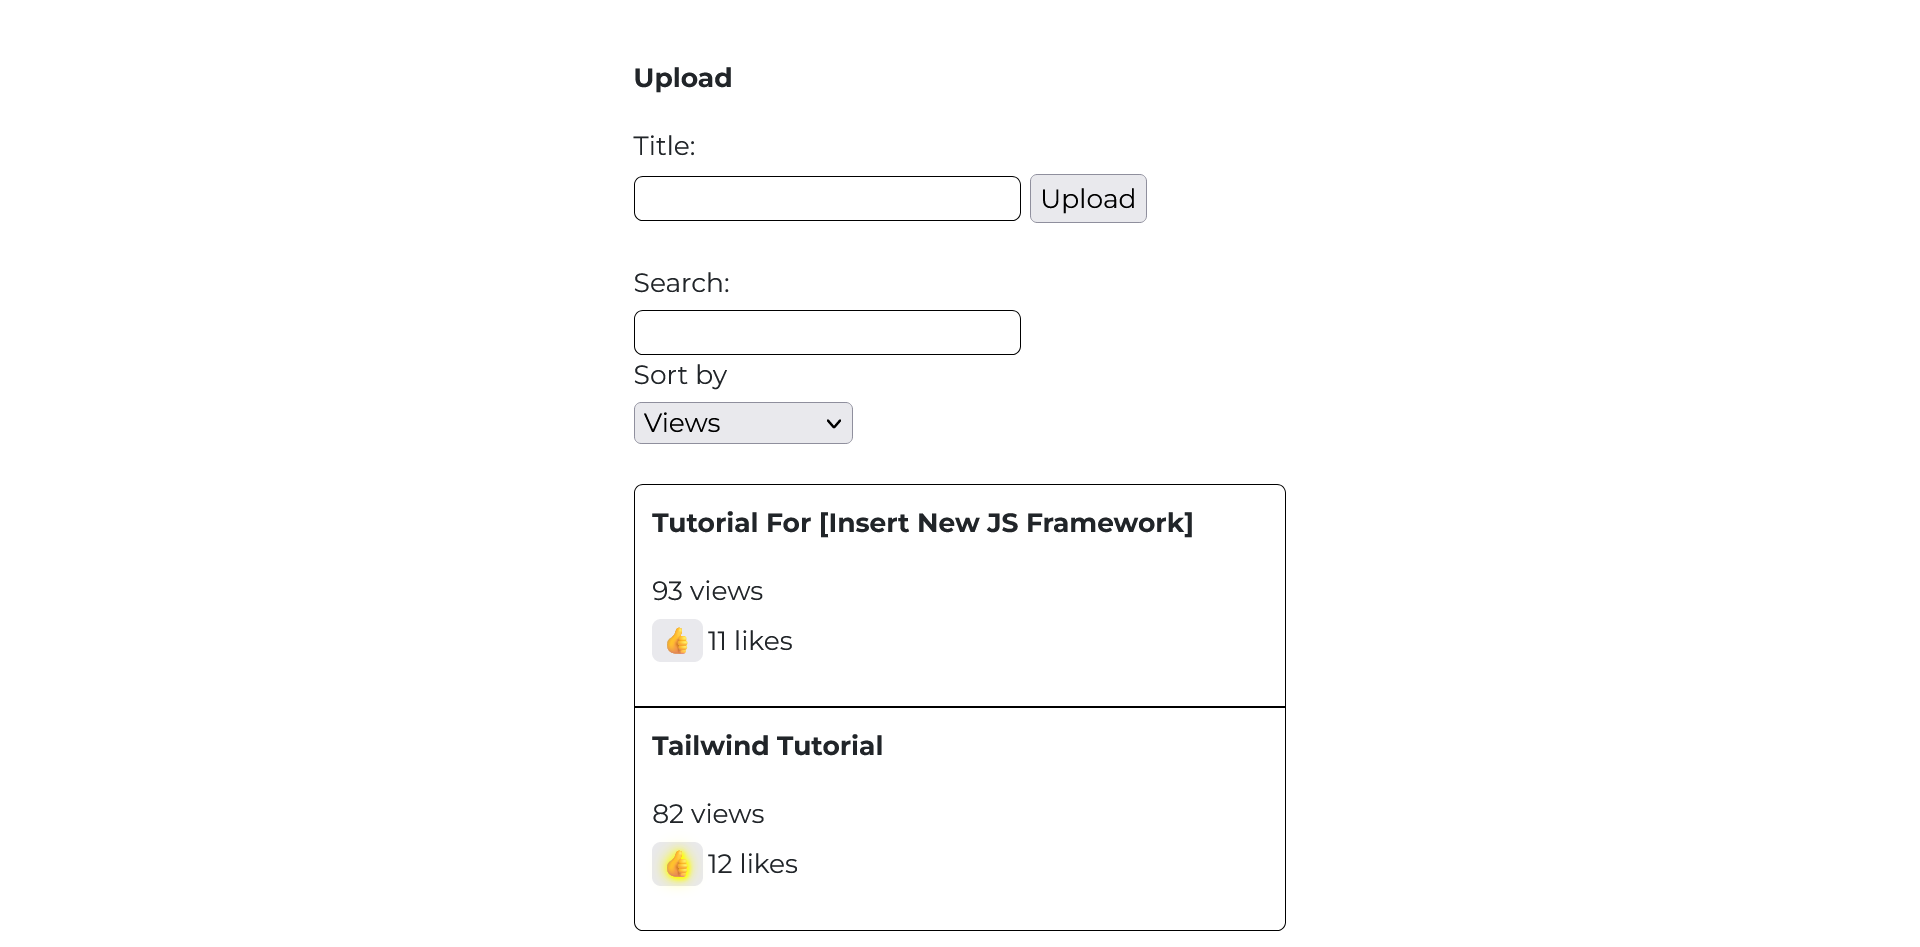 Upload
Title:
Upload
Search:
Sort by
Views
Tutorial For [Insert New JS Framework]
93 views
👍 11 likes
Tailwind Tutorial
82 views
👍 12 likes